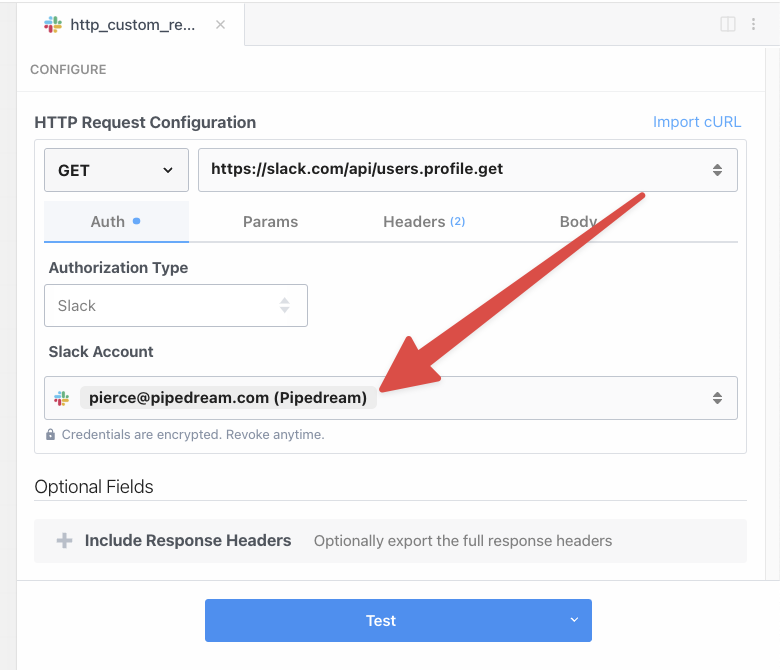 http_custom_re...
CONFIGURE
HTTP Request Configuration
Import cURL
GET
https://slack.com/api/users.profile.get
Auth
Params
Headers (2)
Body
Authorization Type
Slack
Slack Account
pierce@pipedream.com (Pipedream)
Credentials are encrypted. Revoke anytime.
Optional Fields
Include Response Headers
Optionally export the full response headers
Test